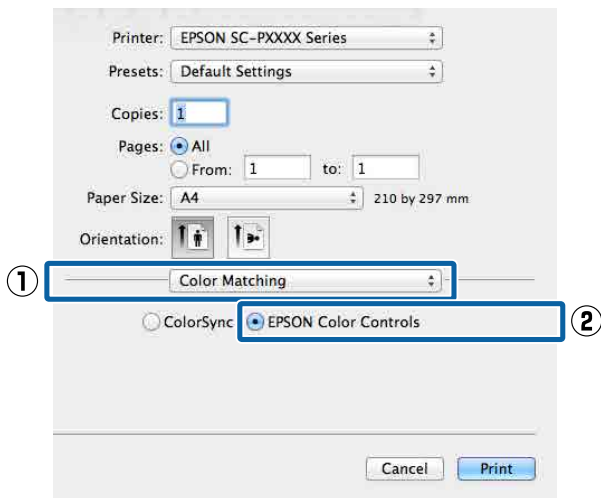 Printer: EPSON SC-PXXXX Series
Presets: Default Settings
Copies: 1
Pages: All
From: 1 to: 1
Paper Size: A4 210 by 297 mm
Orientation:
① Color Matching
ColorSync EPSON Color Controls ②
Cancel Print